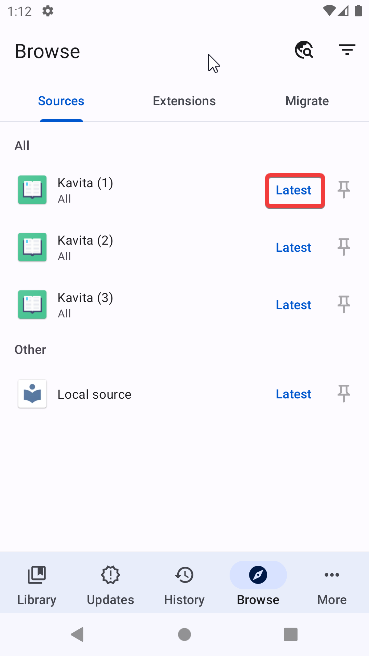 1:12
Browse
Sources Extensions Migrate
All
Kavita (1)
All
Latest
Kavita (2)
All
Latest
Kavita (3)
All
Latest
Other
Local source
Latest
Library Updates History Browse More